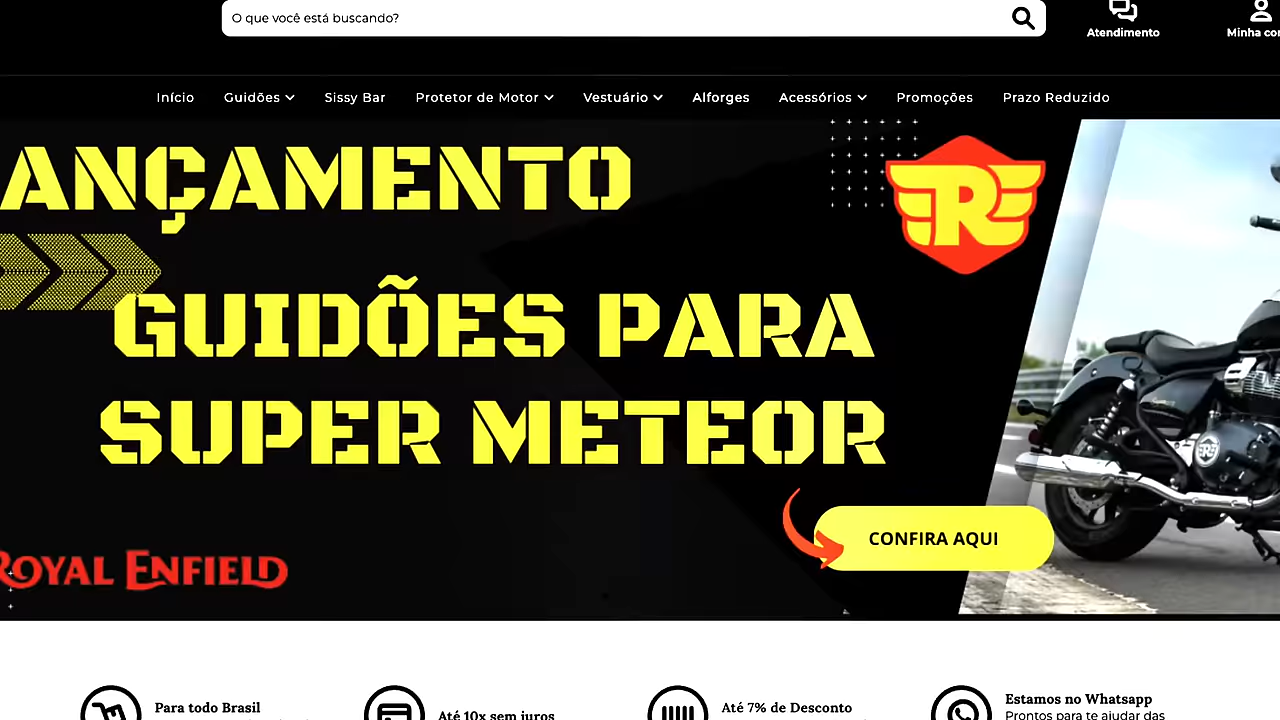 O que você está buscando?
Atendimento
Minha con
Início
Guidões
Sissy Bar
Protetor de Motor
Vestuário
Alforges
Acessórios
Promoções
Prazo Reduzido
ANÇAMENTO
GUIDÕES PARA
SUPER METEOR
CONFIRA AQUI
ROYAL ENFIELD
Para todo Brasil
Até 10x sem juros
Até 7% de Desconto
Estamos no Whatsapp
Prontos para te ajudar das